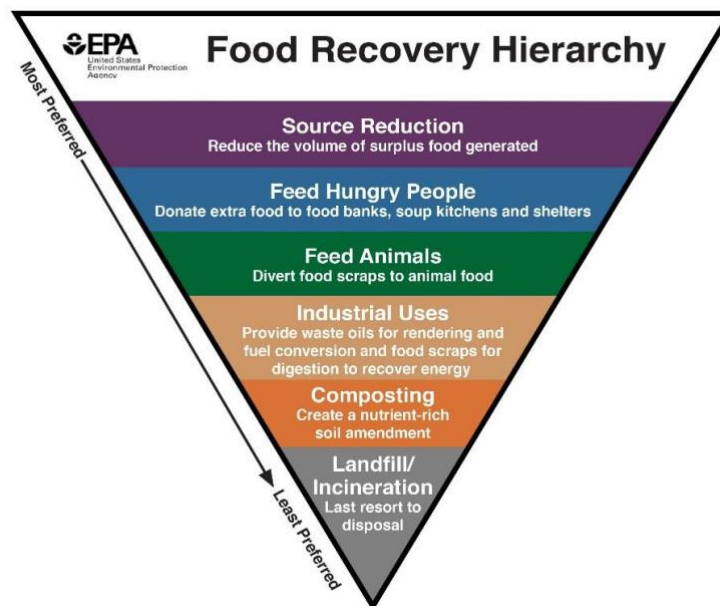 EPA
United States
Environmental Protection
Agency
Food Recovery Hierarchy
Most Preferred
Source Reduction
Reduce the volume of surplus food generated
Feed Hungry People
Donate extra food to food banks, soup kitchens and shelters
Feed Animals
Divert food scraps to animal food
Industrial Uses
Provide waste oils for rendering and
fuel conversion and food scraps for
digestion to recover energy
Composting
Create a nutrient-rich
soil amendment
Landfill/
Incineration
Last resort to
disposal
Least Preferred